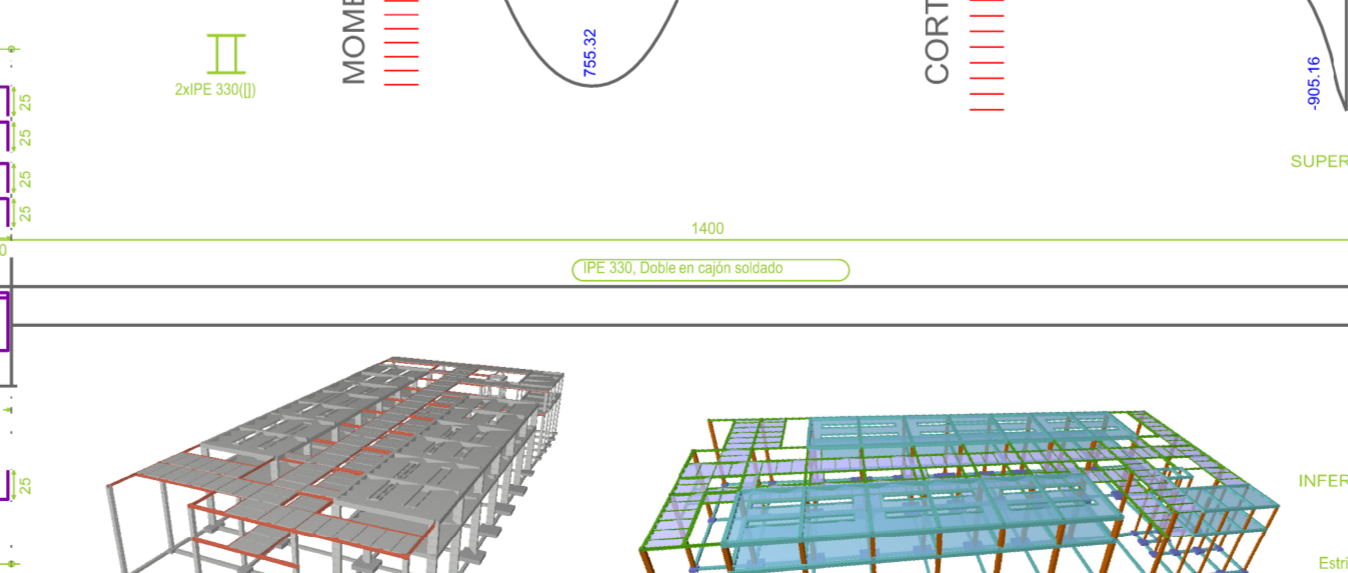 MOME
755.32
CORT
-905.16
2xIPE 330([])
25
25
25
25
SUPER
1400
0
IPE 330, Doble en cajón soldado
25
INFER
Estri